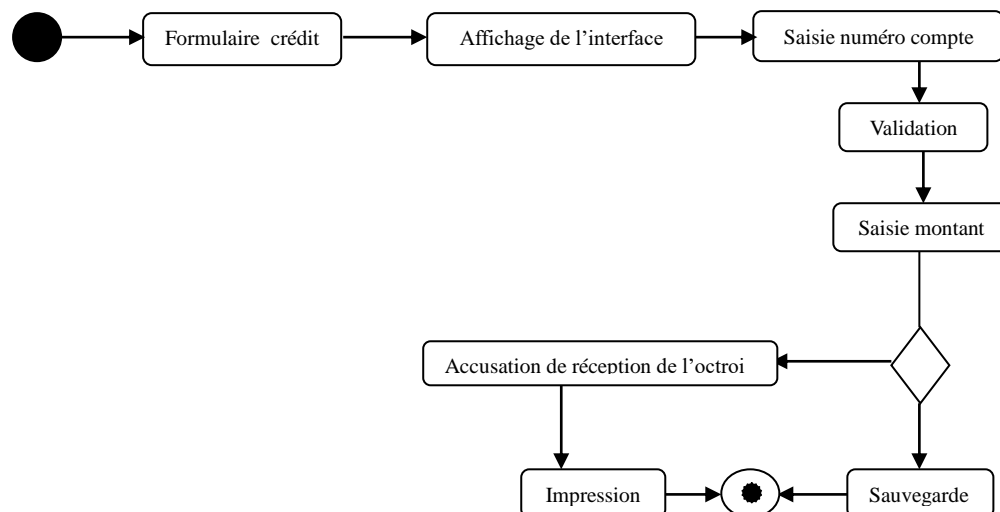 Formulaire crédit
Affichage de l’interface
Saisie numéro compte
Validation
Saisie montant
Accusation de réception de l’octroi
Impression
Sauvegarde